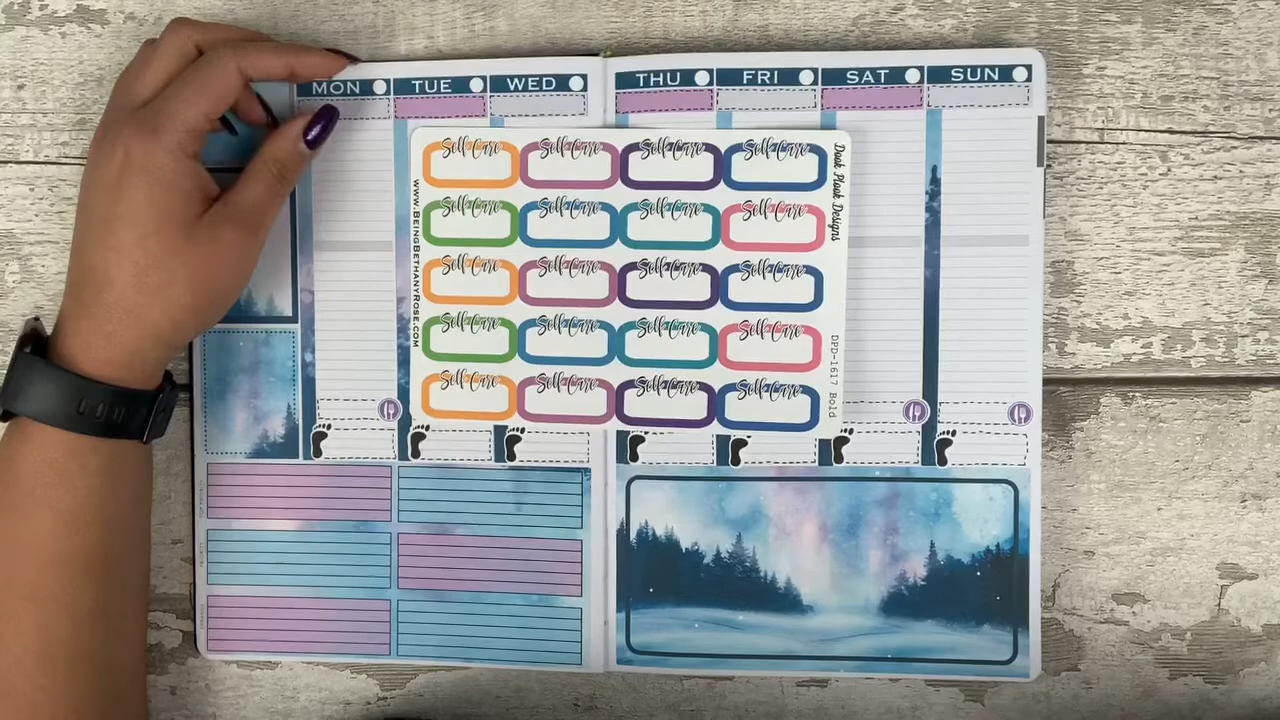 MON TUE WED THU FRI SAT SUN
Self-Care Self-Care Self-Care Self-Care
Self-Care Self-Care Self-Care Self-Care
Self-Care Self-Care Self-Care Self-Care
Self-Care Self-Care Self-Care Self-Care
Self-Care Self-Care Self-Care Self-Care
www.BeingBethanyRose.com
Dook Plook Designs
DPD-1617 Bold